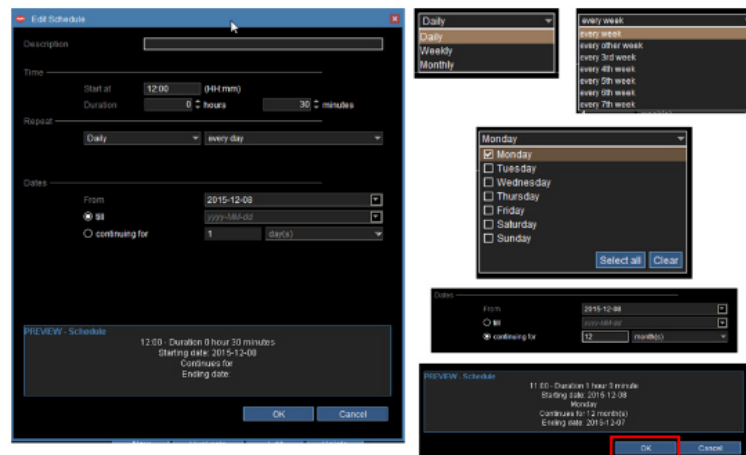 Edit Schedule
Description
Time
Start at 12:00 (HH:mm)
Duration 0 hours 30 minutes
Repeat
Daily every day
Dates
From 2015-12-08
till yyyy-MM-dd
continuing for 1 day(s)
PREVIEW - Schedule
12:00 - Duration 0 hour 30 minutes
Starting date: 2015-12-08
Continues for
Ending date:
OK Cancel
Daily
Daily
Weekly
Monthly
every week
every week
every other week
every 3rd week
every 4th week
every 5th week
every 6th week
every 7th week
Monday
Monday
Tuesday
Wednesday
Thursday
Friday
Saturday
Sunday
Select all Clear
Dates
From 2015-12-08
till yyyy-MM-dd
continuing for 12 month(s)
PREVIEW - Schedule
11:00 - Duration 1 hour 0 minute
Starting date: 2015-12-08
Monday
Continues for 12 month(s)
Ending date: 2016-12-07
OK Cancel